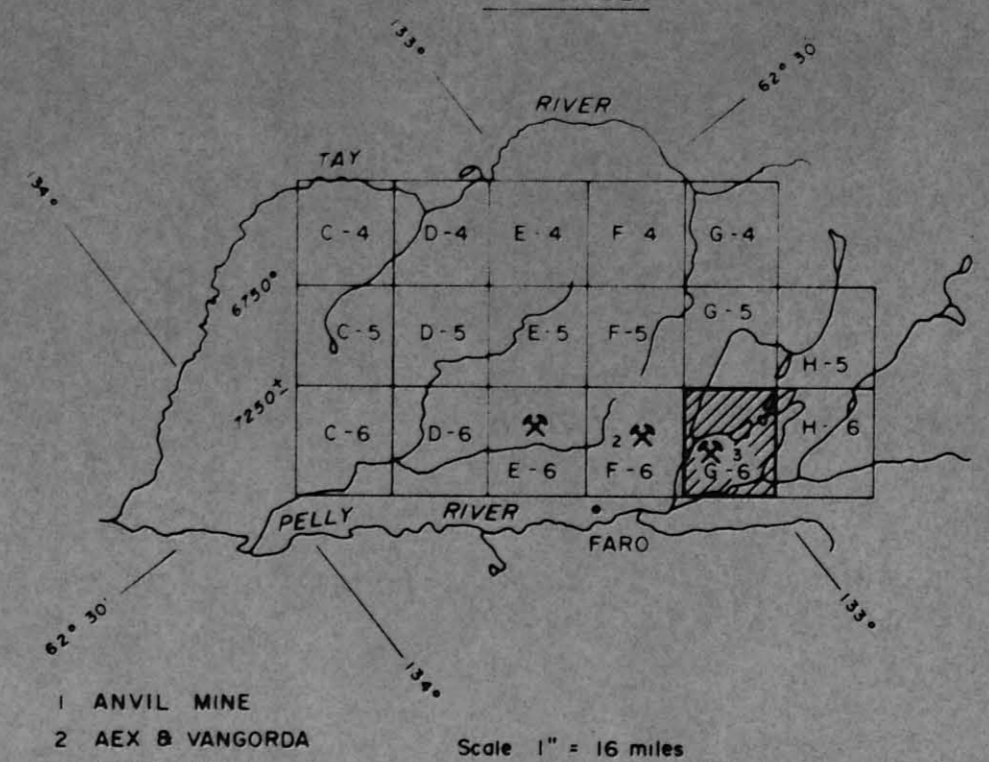 133°
62° 30'
RIVER
TAY
134°
C-4 D-4 E-4 F 4 G-4
6750°
C-5 D-5 E-5 F-5 G-5
H-5
7250±
C-6 D-6 H-6
2 3
E-6 F-6 G-6
PELLY RIVER
FARO
62° 30'
134°
133°
1 ANVIL MINE
2 AEX & VANGORDA
Scale 1" = 16 miles